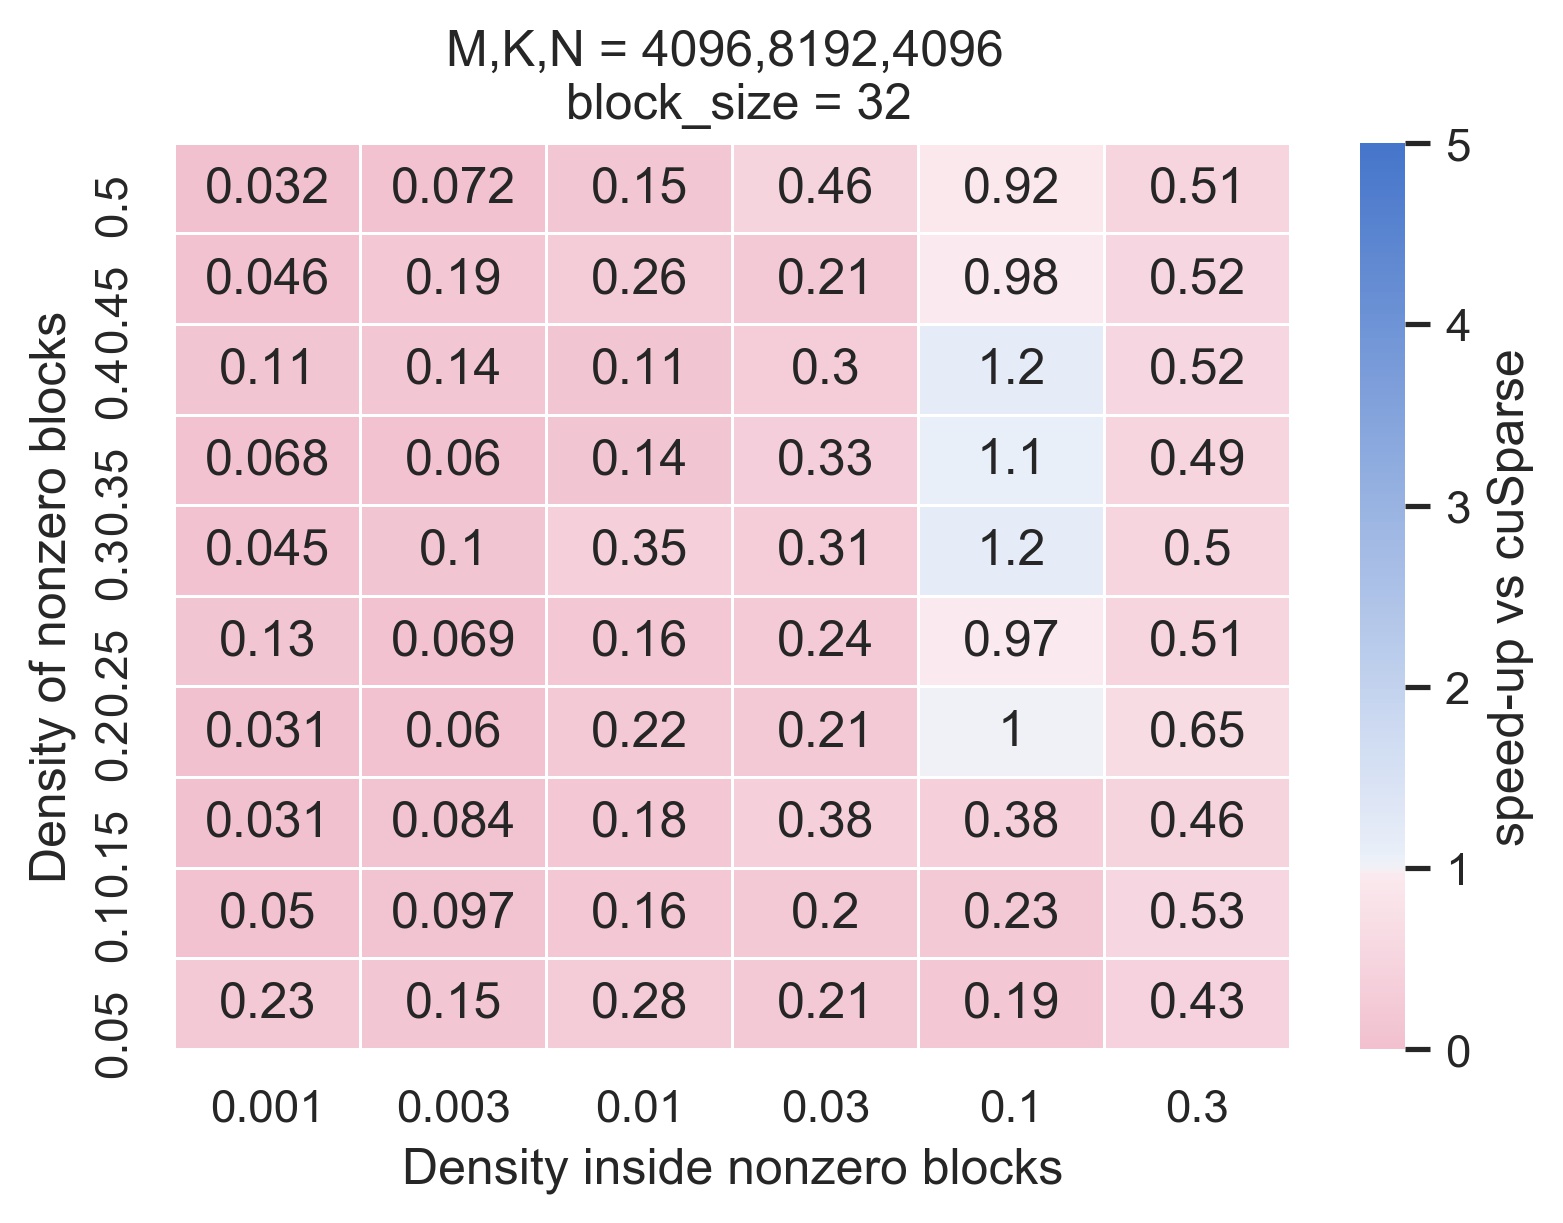 M,K,N = 4096,8192,4096
block_size = 32
Density of nonzero blocks
0.5 0.032 0.072 0.15 0.46 0.92 0.51
0.45 0.046 0.19 0.26 0.21 0.98 0.52
0.4 0.11 0.14 0.11 0.3 1.2 0.52
0.35 0.068 0.06 0.14 0.33 1.1 0.49
0.3 0.045 0.1 0.35 0.31 1.2 0.5
0.25 0.13 0.069 0.16 0.24 0.97 0.51
0.2 0.031 0.06 0.22 0.21 1 0.65
0.15 0.031 0.084 0.18 0.38 0.38 0.46
0.1 0.05 0.097 0.16 0.2 0.23 0.53
0.05 0.23 0.15 0.28 0.21 0.19 0.43
0.001 0.003 0.01 0.03 0.1 0.3
Density inside nonzero blocks
5
4
3
2
1
0
speed-up vs cuSparse